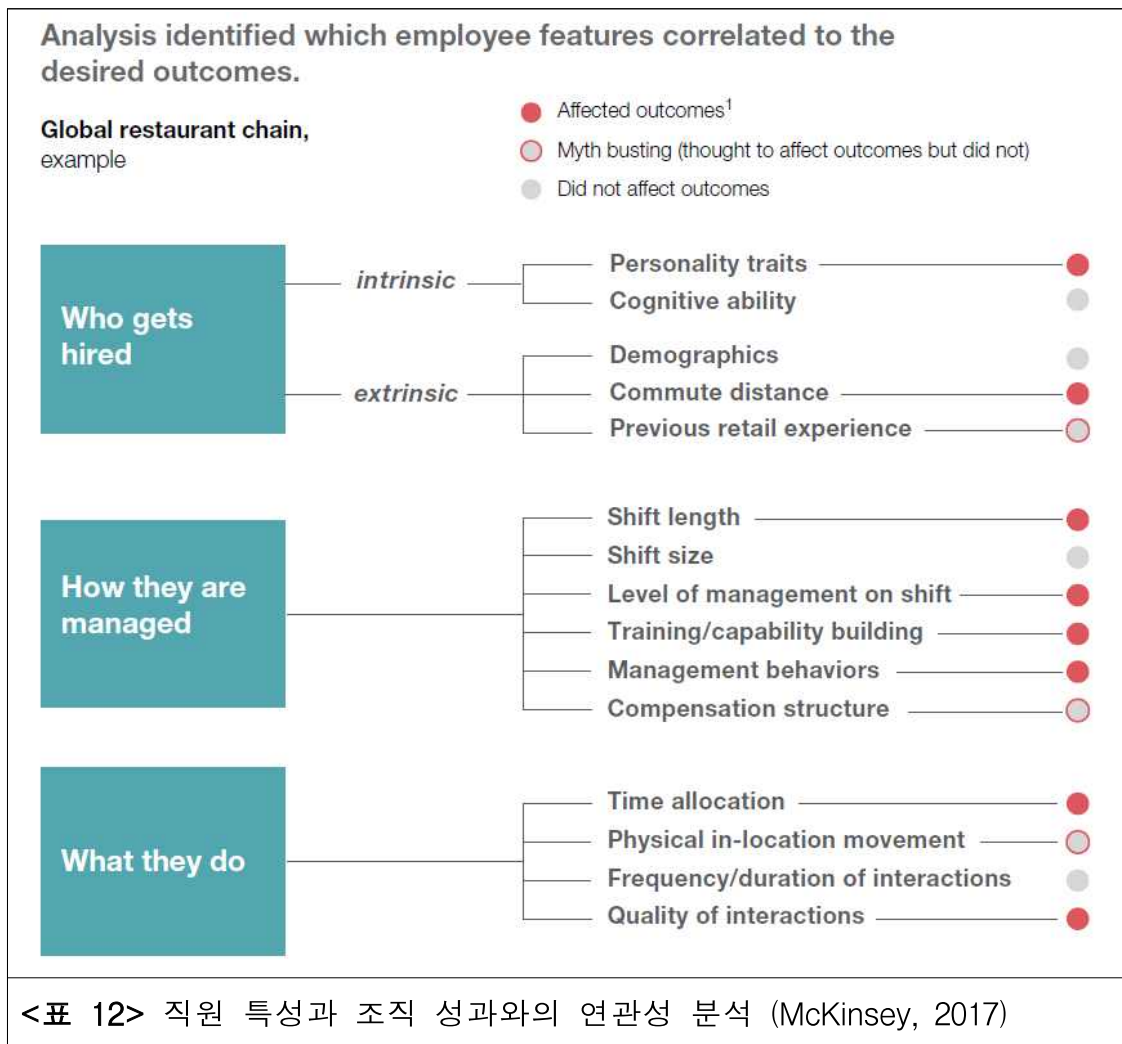 Analysis identified which employee features correlated to the
desired outcomes.
Global restaurant chain,
example
Affected outcomes¹
Myth busting (thought to affect outcomes but did not)
Did not affect outcomes
Who gets
hired
intrinsic
Personality traits
Cognitive ability
extrinsic
Demographics
Commute distance
Previous retail experience
How they are
managed
Shift length
Shift size
Level of management on shift
Training/capability building
Management behaviors
Compensation structure
What they do
Time allocation
Physical in-location movement
Frequency/duration of interactions
Quality of interactions
<표 12> 직원 특성과 조직 성과와의 연관성 분석 (McKinsey, 2017)